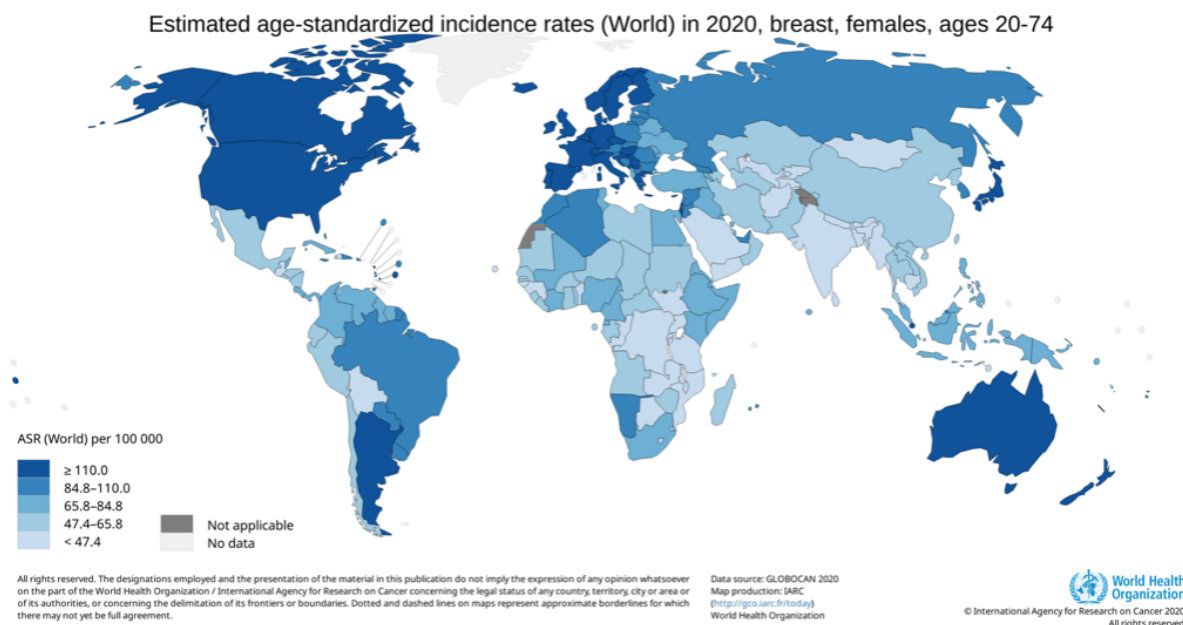 Estimated age-standardized incidence rates (World) in 2020, breast, females, ages 20-74
ASR (World) per 100 000
≥ 110.0
84.8–110.0
65.8–84.8
47.4–65.8
< 47.4
Not applicable
No data
All rights reserved. The designations employed and the presentation of the material in this publication do not imply the expression of any opinion whatsoever
on the part of the World Health Organization / International Agency for Research on Cancer concerning the legal status of any country, territory, city or area or
of its authorities, or concerning the delimitation of its frontiers or boundaries. Dotted and dashed lines on maps represent approximate borderlines for which
there may not yet be full agreement.
Data source: GLOBOCAN 2020
Map production: IARC
(http://gco.iarc.fr/today)
World Health Organization
World Health
Organization
© International Agency for Research on Cancer 2020
All rights reserved